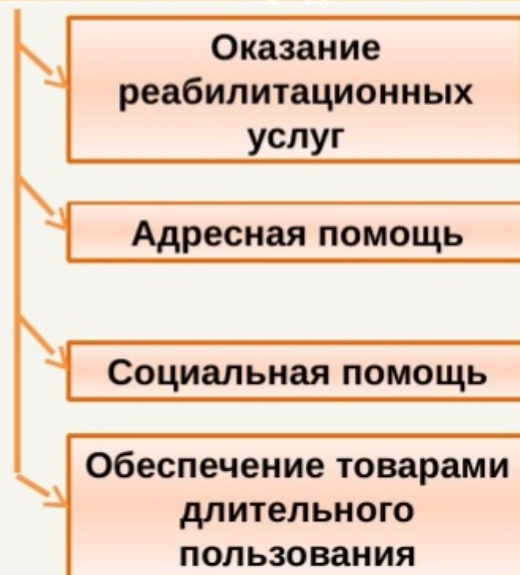 Оказание
реабилитационных
услуг
Адресная помощь
Социальная помощь
Обеспечение товарами
длительного
пользования